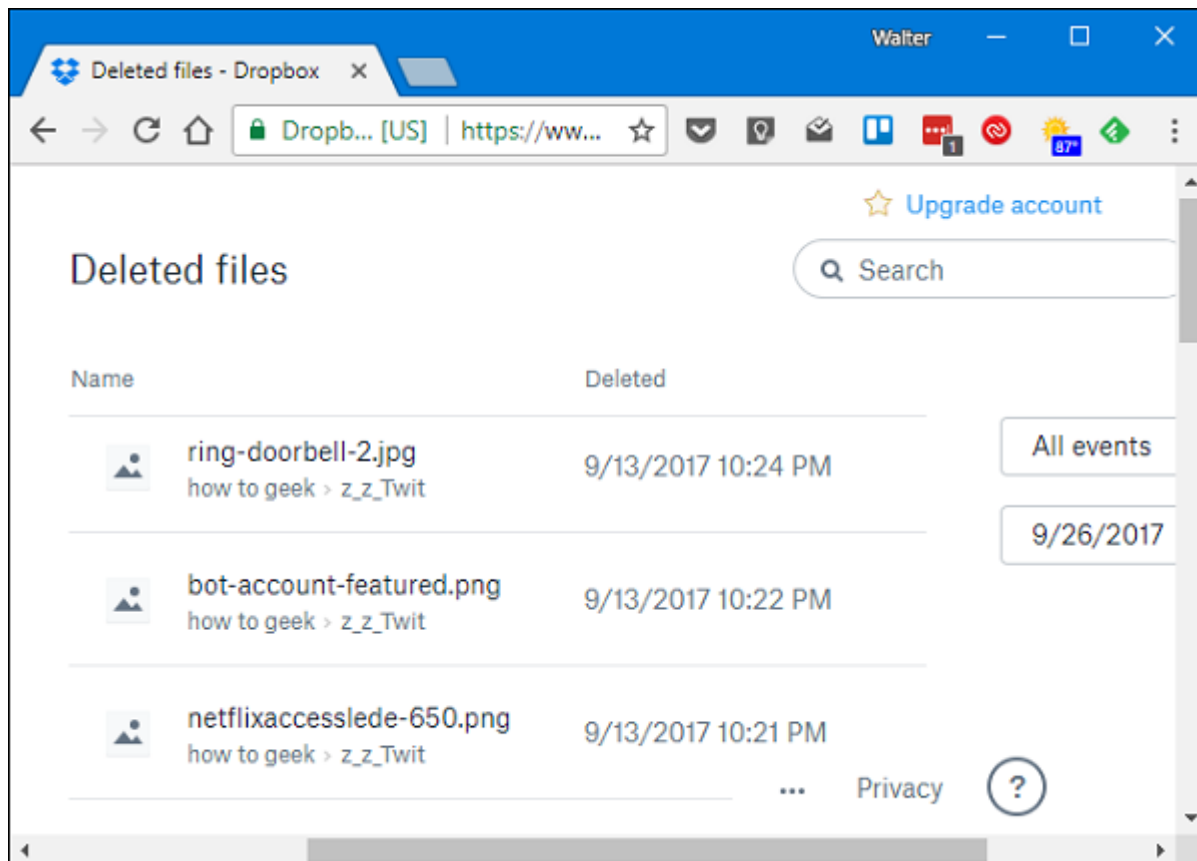 Walter
Deleted files - Dropbox
Dropb... [US] | https://ww...
1
87°
Upgrade account
Deleted files
Search
Name Deleted
ring-doorbell-2.jpg 9/13/2017 10:24 PM
how to geek > z_z_Twit
All events
9/26/2017
bot-account-featured.png 9/13/2017 10:22 PM
how to geek > z_z_Twit
netflixaccesslede-650.png 9/13/2017 10:21 PM
how to geek > z_z_Twit
... Privacy ?